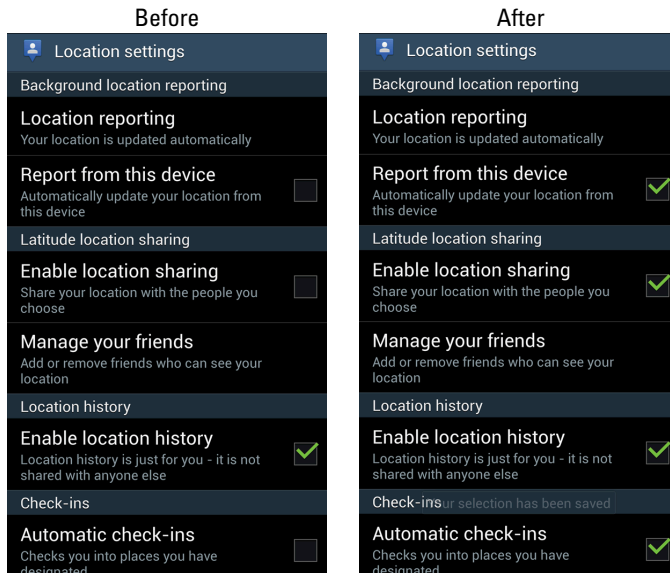 Before
Location settings
Background location reporting
Location reporting
Your location is updated automatically
Report from this device
Automatically update your location from
this device
Latitude location sharing
Enable location sharing
Share your location with the people you
choose
Manage your friends
Add or remove friends who can see your
location
Location history
Enable location history
Location history is just for you - it is not
shared with anyone else
Check-ins
Automatic check-ins
Checks you into places you have
designated
After
Location settings
Background location reporting
Location reporting
Your location is updated automatically
Report from this device
Automatically update your location from
this device
Latitude location sharing
Enable location sharing
Share your location with the people you
choose
Manage your friends
Add or remove friends who can see your
location
Location history
Enable location history
Location history is just for you - it is not
shared with anyone else
Check-ins
selection has been saved
Automatic check-ins
Checks you into places you have
designated